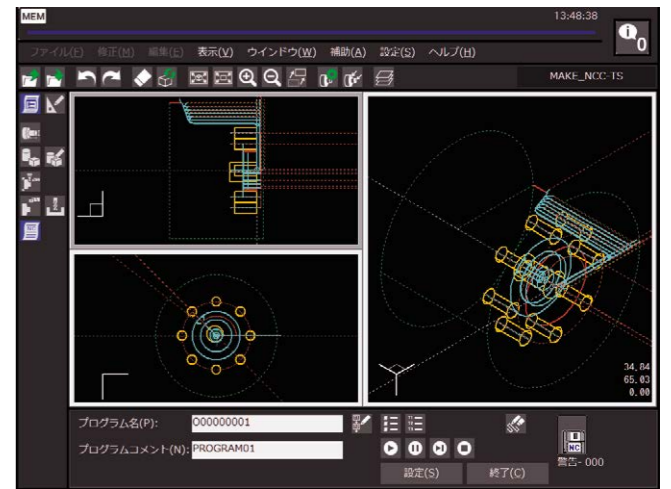 MEM
13:48:38
0
ファイル(F) 修正(M) 編集(E) 表示(V) ウインドウ(W) 補助(A) 設定(S) ヘルプ(H)
MAKE_NCC-TS
34.84
65.03
0.00
プログラム名(P): O00000001
プログラムコメント(N): PROGRAM01
NC
警告- 000
設定(S) 終了(C)